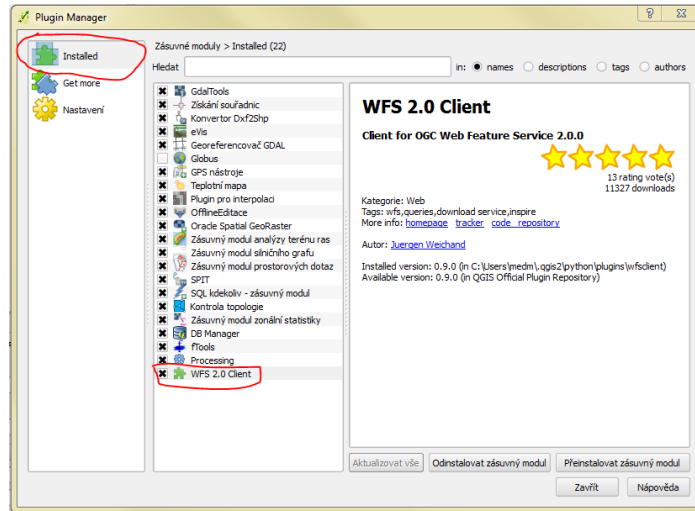 Plugin Manager
Installed
Get more
Nastavení
Zásuvné moduly > Installed (22)
Hledat
in: names descriptions tags authors
GdalTools
Získání souřadnic
Konvertor Dxf2Shp
eVis
Georeferencovač GDAL
Globus
GPS nástroje
Teplotní mapa
Plugin pro interpolaci
OfflineEditace
Oracle Spatial GeoRaster
Zásuvný modul analýzy terénu ras
Zásuvný modul silničního grafu
Zásuvný modul prostorových dotaz
SPIT
SQL kdekoliv - zásuvný modul
Kontrola topologie
Zásuvný modul zonální statistiky
DB Manager
fTools
Processing
WFS 2.0 Client
WFS 2.0 Client
Client for OGC Web Feature Service 2.0.0
13 rating vote(s)
11327 downloads
Kategorie: Web
Tags: wfs,queries,download service,inspire
More info: homepage tracker code_repository
Autor: Juergen Weichand
Installed version: 0.9.0 (in C:\Users\medm\.qgis2\python\plugins\wfsclient)
Available version: 0.9.0 (in QGIS Official Plugin Repository)
Aktualizovat vše Odinstalovat zásuvný modul Přeinstalovat zásuvný modul
Zavřít Nápověda